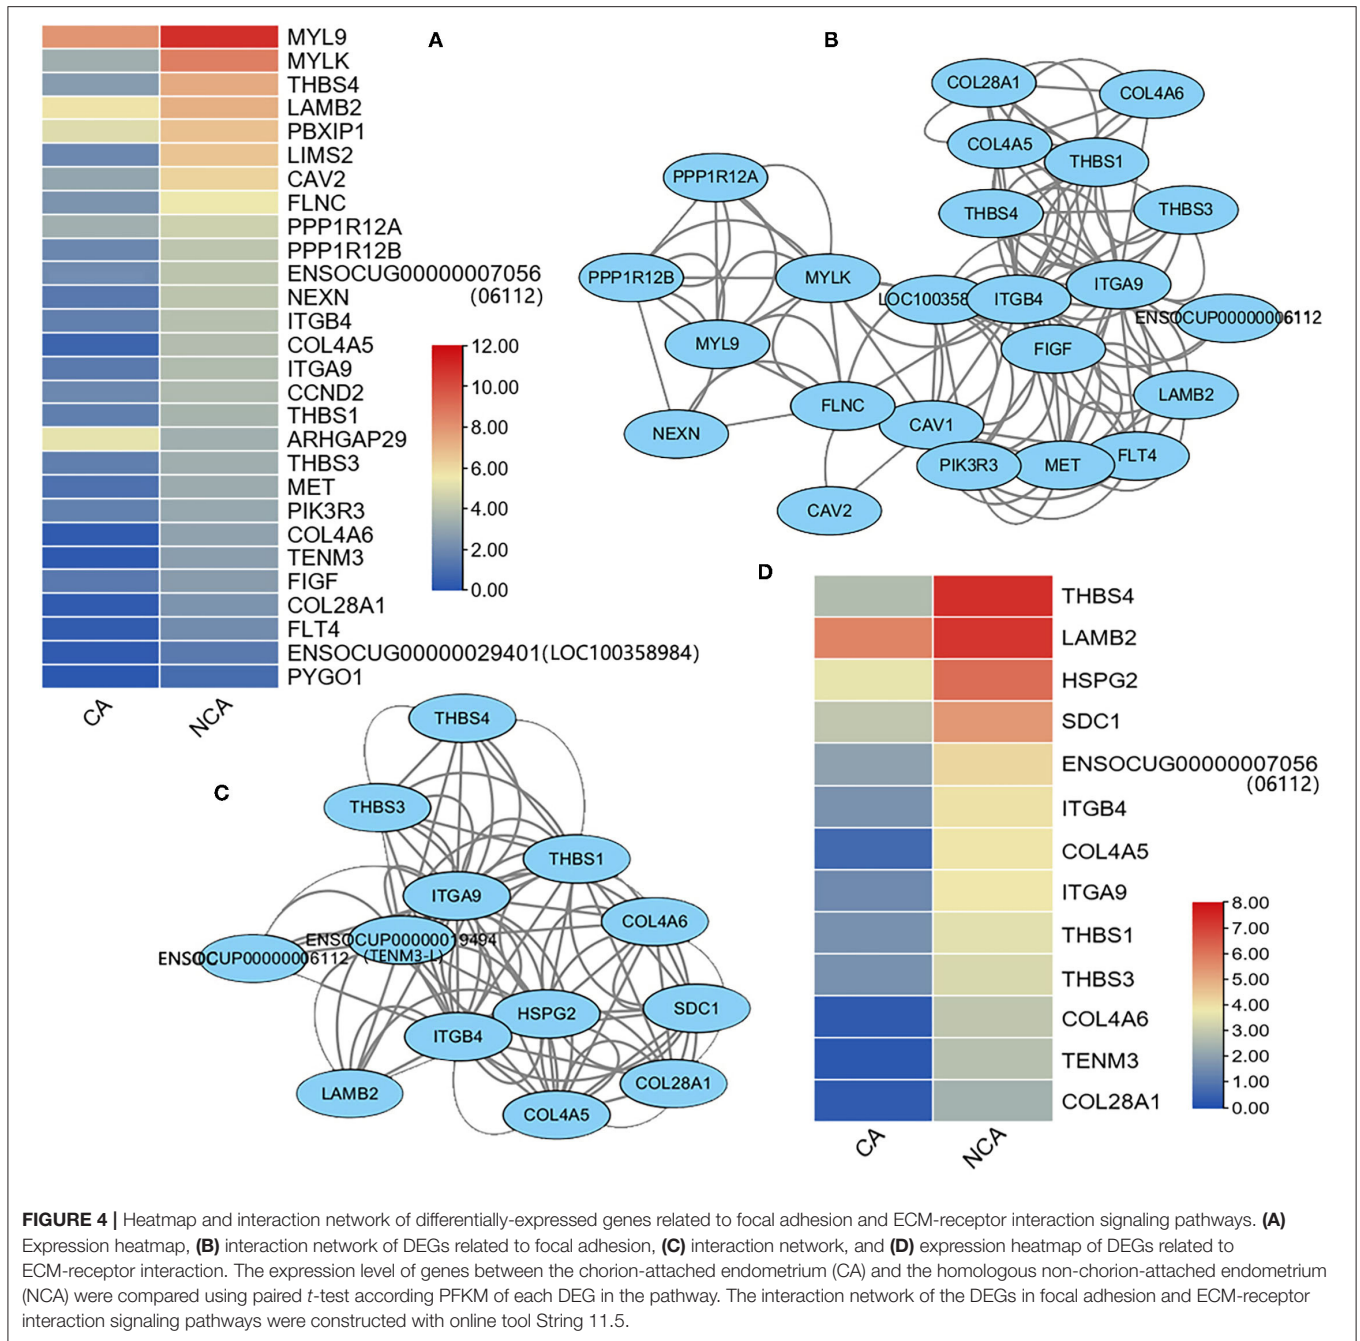 A
MYL9
MYLK
THBS4
LAMB2
PBXIP1
LIMS2
CAV2
FLNC
PPP1R12A
PPP1R12B
ENSOCUG00000007056
(06112)
NEXN
ITGB4
COL4A5
ITGA9
CCND2
THBS1
ARHGAP29
THBS3
MET
PIK3R3
COL4A6
TENM3
FIGF
COL28A1
FLT4
ENSOCUG00000029401(LOC100358984)
PYGO1
CA NCA
12.00
10.00
8.00
6.00
4.00
2.00
0.00
B
COL28A1
COL4A6
COL4A5
THBS1
PPP1R12A
THBS4
THBS3
PPP1R12B
MYLK
LOC100358
ITGB4
ITGA9
ENSOCUP00000006112
MYL9
FIGF
LAMB2
FLNC
CAV1
NEXN
PIK3R3
MET
FLT4
CAV2
C
THBS4
THBS3
THBS1
ITGA9
COL4A6
ENSOCUP00000019494
(TENM3-L)
ENSOCUP00000006112
HSPG2
SDC1
ITGB4
COL28A1
LAMB2
COL4A5
D
THBS4
LAMB2
HSPG2
SDC1
ENSOCUG00000007056
(06112)
ITGB4
COL4A5
ITGA9
THBS1
THBS3
COL4A6
TENM3
COL28A1
CA NCA
8.00
7.00
6.00
5.00
4.00
3.00
2.00
1.00
0.00
FIGURE 4 | Heatmap and interaction network of differentially-expressed genes related to focal adhesion and ECM-receptor interaction signaling pathways. (A)
Expression heatmap, (B) interaction network of DEGs related to focal adhesion, (C) interaction network, and (D) expression heatmap of DEGs related to
ECM-receptor interaction. The expression level of genes between the chorion-attached endometrium (CA) and the homologous non-chorion-attached endometrium
(NCA) were compared using paired t-test according PFKM of each DEG in the pathway. The interaction network of the DEGs in focal adhesion and ECM-receptor
interaction signaling pathways were constructed with online tool String 11.5.